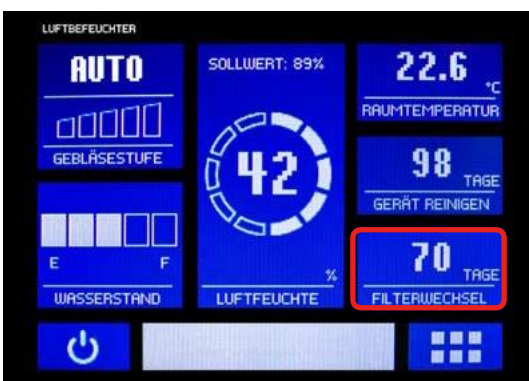 LUFTBEFEUCHTER
AUTO
GEBLÄSESTUFE
E F
WASSERSTAND
SOLLWERT: 89%
42
%
LUFTFEUCHTE
22.6 °C
RAUMTEMPERATUR
98 TAGE
GERÄT REINIGEN
70 TAGE
FILTERWECHSEL